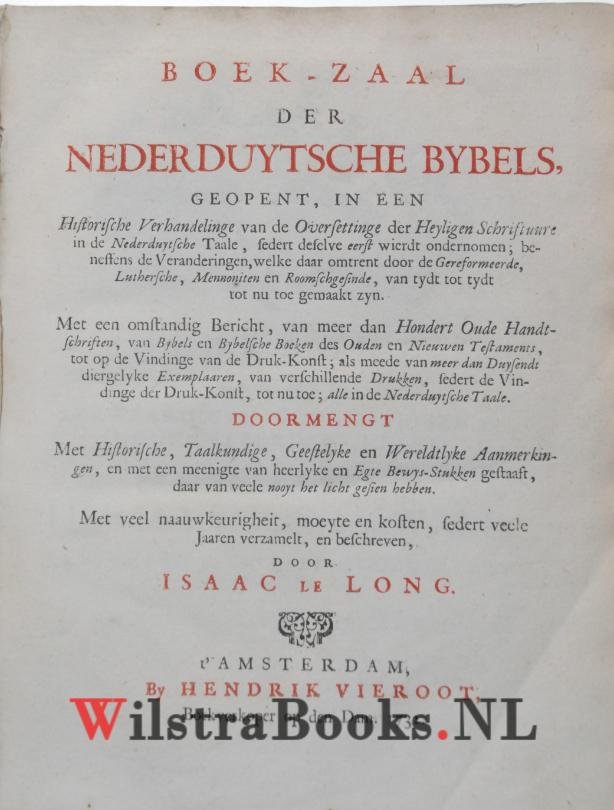 BOEK-ZAAL
DER
NEDERDUYTSCHE BYBELS,
GEOPENT, IN EEN
Hiſtoriſche Verhandelinge van de Overſettinge der Heyligen Schriftuure
in de Nederduytſche Taale, ſedert deſelve eerſt wierdt ondernomen; be-
neffens de Veranderingen, welke daar omtrent door de Gereformeerde,
Lutherſche, Mennoniten en Roomſchgeſinde, van tydt tot tydt
tot nu toe gemaakt zyn.
Met een omſtandig Bericht, van meer dan Hondert Oude Handt-
ſchriften, van Bybels en Bybelſche Boeken des Ouden en Nieuwen Teſtaments,
tot op de Vindinge van de Druk-Konſt; als meede van meer dan Duyſendt
diergelyke Exemplaaren, van verſchillende Drukken, ſedert de Vin-
dinge der Druk-Konſt, tot nu toe; alle in de Nederduytſche Taale.
DOORMENGT
Met Hiſtoriſche, Taalkundige, Geeſtelyke en Wereldtlyke Aanmerkin-
gen, en met een meenigte van heerlyke en Egte Bewys-Stukken geſtaaft,
daar van veele nooyt het licht geſien hebben.
Met veel naauwkeurigheit, moeyte en koſten, ſedert veele
Jaaren verzamelt, en beſchreven,
DOOR
ISAAC LE LONG.
t'AMSTERDAM,
By HENDRIK VIEROOT,
Boekverkoper op den Dam.
WilstraBooks.NL